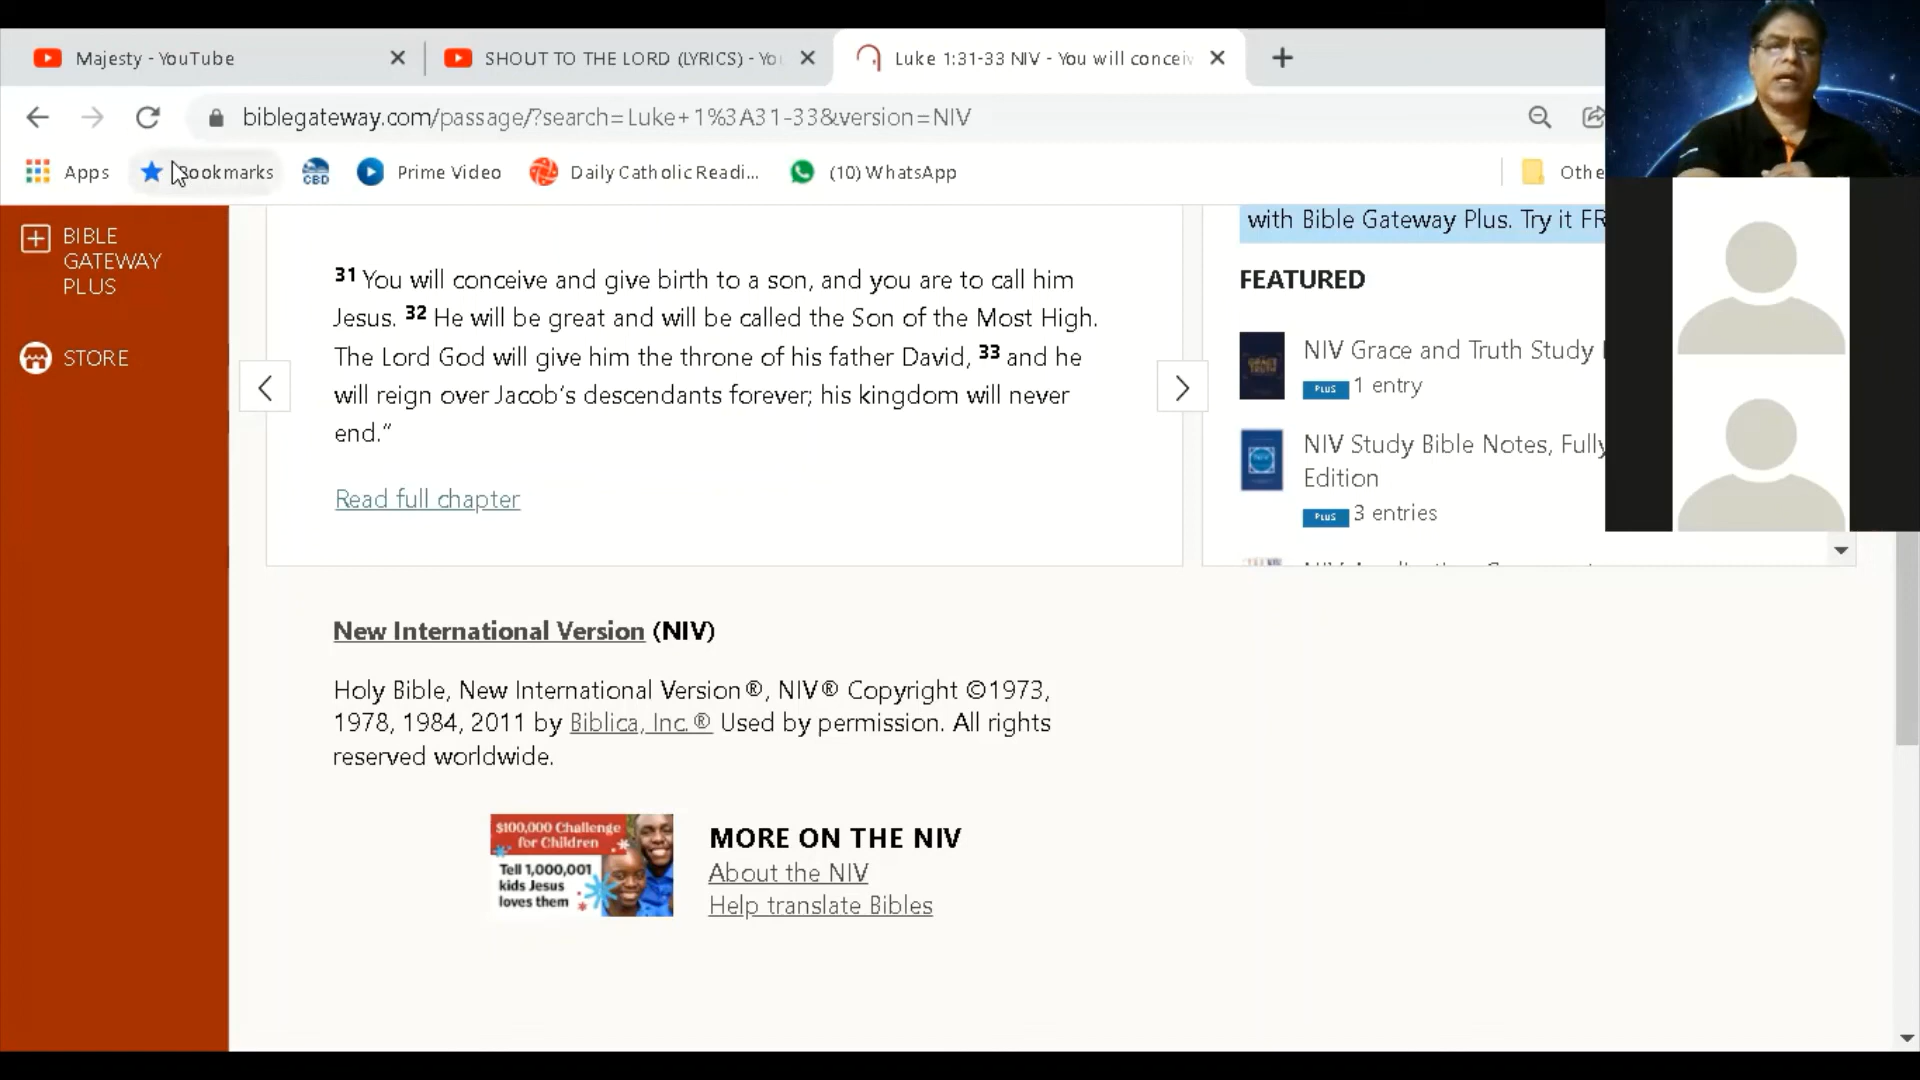 Majesty - YouTube
SHOUT TO THE LORD (LYRICS) - Yo
Luke 1:31-33 NIV - You will concei
biblegateway.com/passage/?search=Luke+1%3A31-33&version=NIV
Apps
Bookmarks
CBD
Prime Video
Daily Catholic Readi...
(10) WhatsApp
Othe
BIBLE
GATEWAY
PLUS
STORE
31 You will conceive and give birth to a son, and you are to call him
Jesus. 32 He will be great and will be called the Son of the Most High.
The Lord God will give him the throne of his father David, 33 and he
will reign over Jacob’s descendants forever; his kingdom will never
end.”
Read full chapter
with Bible Gateway Plus. Try it FR
FEATURED
NIV Grace and Truth Study
PLUS 1 entry
NIV Study Bible Notes, Fully
Edition
PLUS 3 entries
New International Version (NIV)
Holy Bible, New International Version®, NIV® Copyright ©1973,
1978, 1984, 2011 by Biblica, Inc.® Used by permission. All rights
reserved worldwide.
$100,000 Challenge
for Children
Tell 1,000,001
kids Jesus
loves them
MORE ON THE NIV
About the NIV
Help translate Bibles